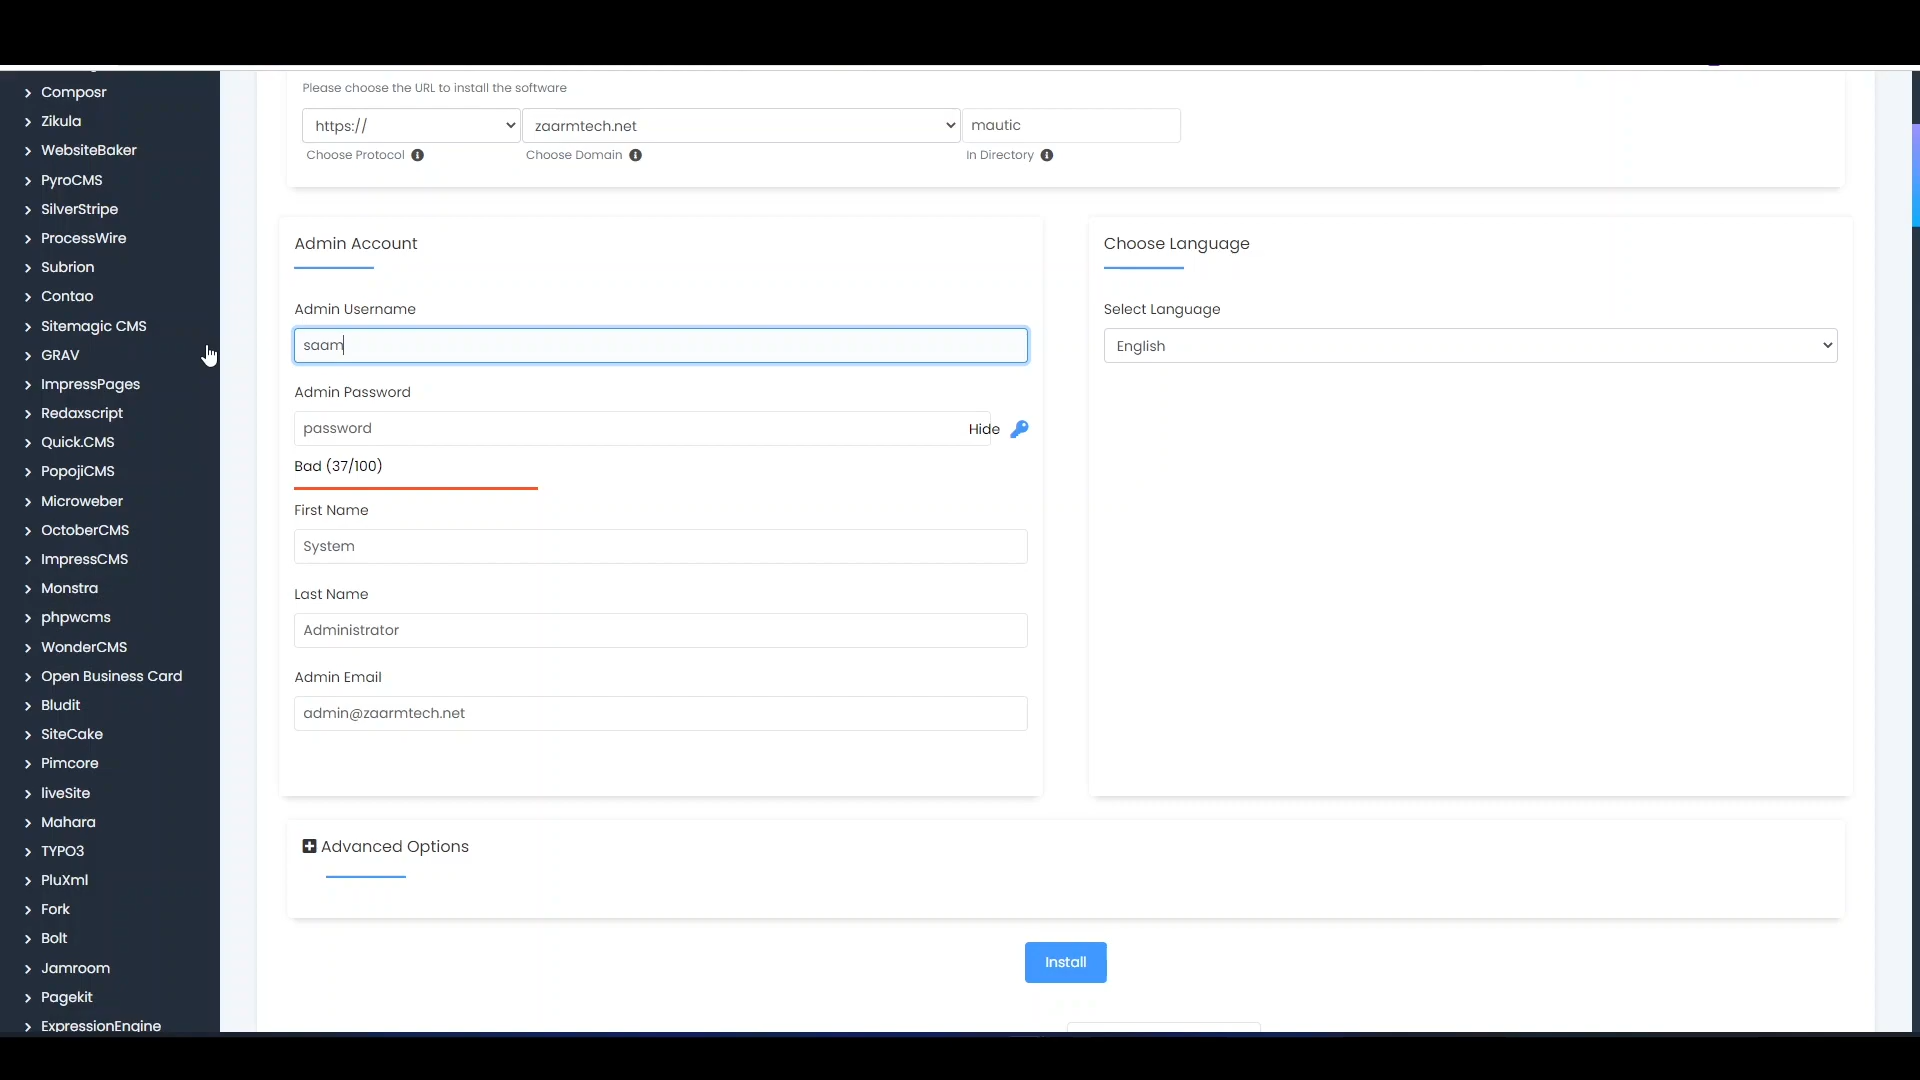 Composr
Zikula
WebsiteBaker
PyroCMS
SilverStripe
ProcessWire
Subrion
Contao
Sitemagic CMS
GRAV
ImpressPages
Redaxscript
Quick.CMS
PopojiCMS
Microweber
OctoberCMS
ImpressCMS
Monstra
phpwcms
WonderCMS
Open Business Card
Bludit
SiteCake
Pimcore
liveSite
Mahara
TYPO3
PluXml
Fork
Bolt
Jamroom
Pagekit
ExpressionEngine
Please choose the URL to install the software
https:// zaarmtech.net mautic
Choose Protocol Choose Domain In Directory
Admin Account
Admin Username
saam
Admin Password
password Hide
Bad (37/100)
First Name
System
Last Name
Administrator
Admin Email
admin@zaarmtech.net
Choose Language
Select Language
English
Advanced Options
Install